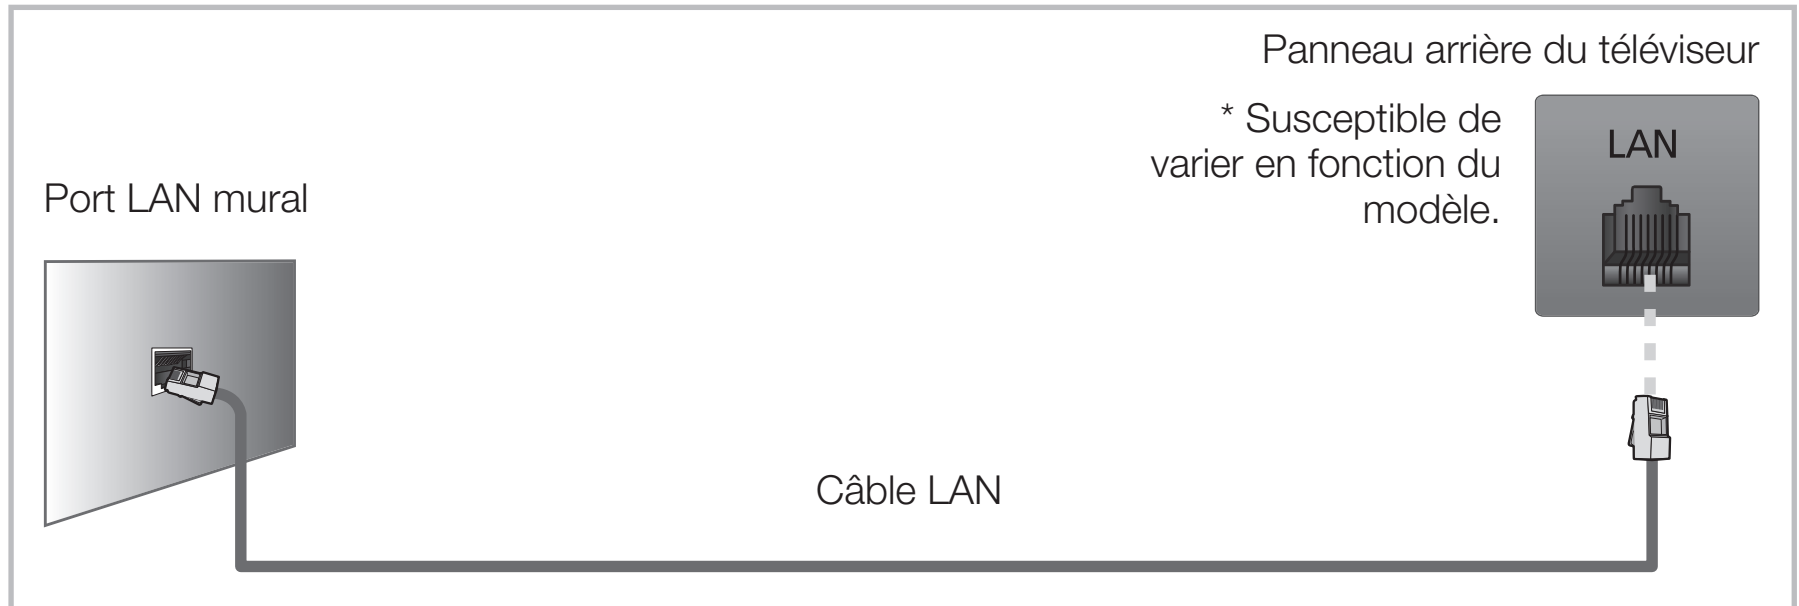 Panneau arrière du téléviseur
* Susceptible de
varier en fonction du
modèle.
LAN
Port LAN mural
Câble LAN